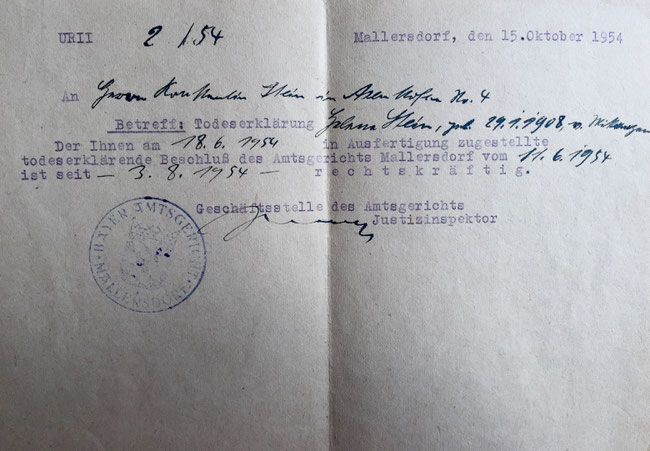 URII 2/54 Mallersdorf, den 15.Oktober 1954
An Herrn Konstantin Stein in No. 4
Betreff: Todeserklärung Stein, geb. 29.1.1908, v.
Der Ihnen am 18.6.1954 in Ausfertigung zugestellte
todeserklärende Beschluß des Amtsgerichts Mallersdorf vom 11.6.1954
ist seit – 3.8.1954 – rechtskräftig.
Geschäftsstelle des Amtsgerichts
Justizinspektor
BAYER. AMTSGERICHT
MALLERSDORF